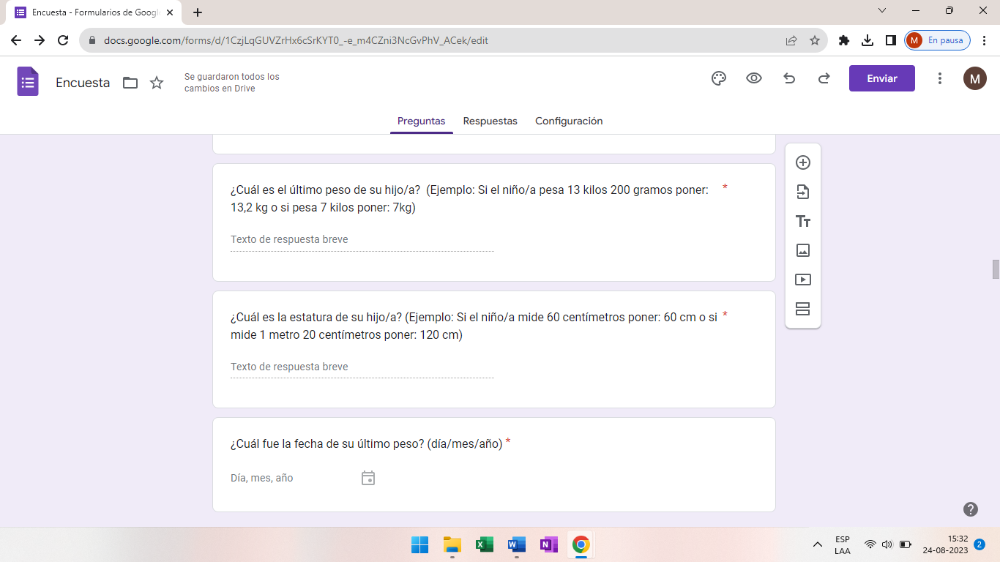 Encuesta - Formularios de Googl
docs.google.com/forms/d/1CzjLqGUVZrHx6cSrKYT0_-e_m4CZni3NcGvPhV_ACek/edit
M En pausa
Encuesta
Se guardaron todos los
cambios en Drive
Enviar
M
Preguntas Respuestas Configuración
¿Cuál es el último peso de su hijo/a?  (Ejemplo: Si el niño/a pesa 13 kilos 200 gramos poner: *
13,2 kg o si pesa 7 kilos poner: 7kg)
Texto de respuesta breve
¿Cuál es la estatura de su hijo/a? (Ejemplo: Si el niño/a mide 60 centímetros poner: 60 cm o si *
mide 1 metro 20 centímetros poner: 120 cm)
Texto de respuesta breve
¿Cuál fue la fecha de su último peso? (día/mes/año) *
Día, mes, año
ESP
LAA
15:32
24-08-2023
2